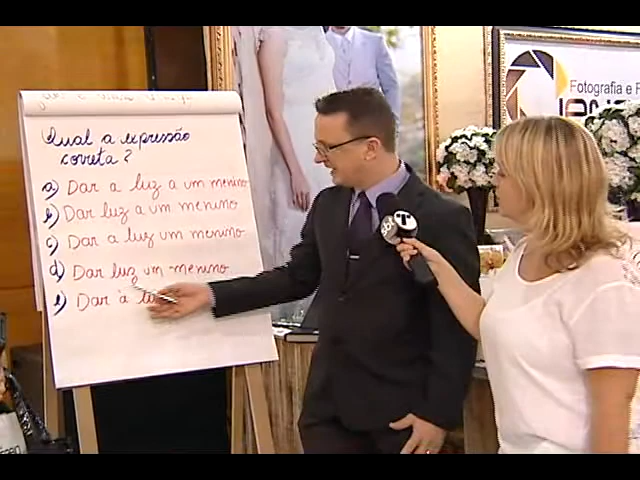 Qual a expressão
correta?
a) Dar a luz a um menino
b) Dar luz a um menino
c) Dar a luz um menino
d) Dar luz um menino
e) Dar à
Fotografia e